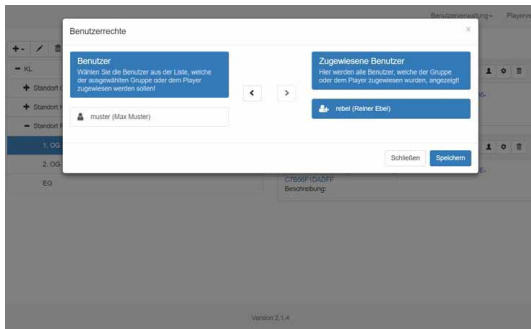 Benutzerverwaltung
Benutzerrechte
×
Benutzer
Wählen Sie die Benutzer aus der Liste, welche
der ausgewählten Gruppe oder dem Player
zugewiesen werden sollen!
muster (Max Muster)
Zugewiesene Benutzer
Hier werden alle Benutzer, welche der Gruppe
oder dem Player zugewiesen wurden, angezeigt!
rebel (Reiner Ebel)
Schließen
Speichern
KL
Standort
Standort
Standort
1. OG
2. OG
EG
Beschreibung:
Version 2.1.4